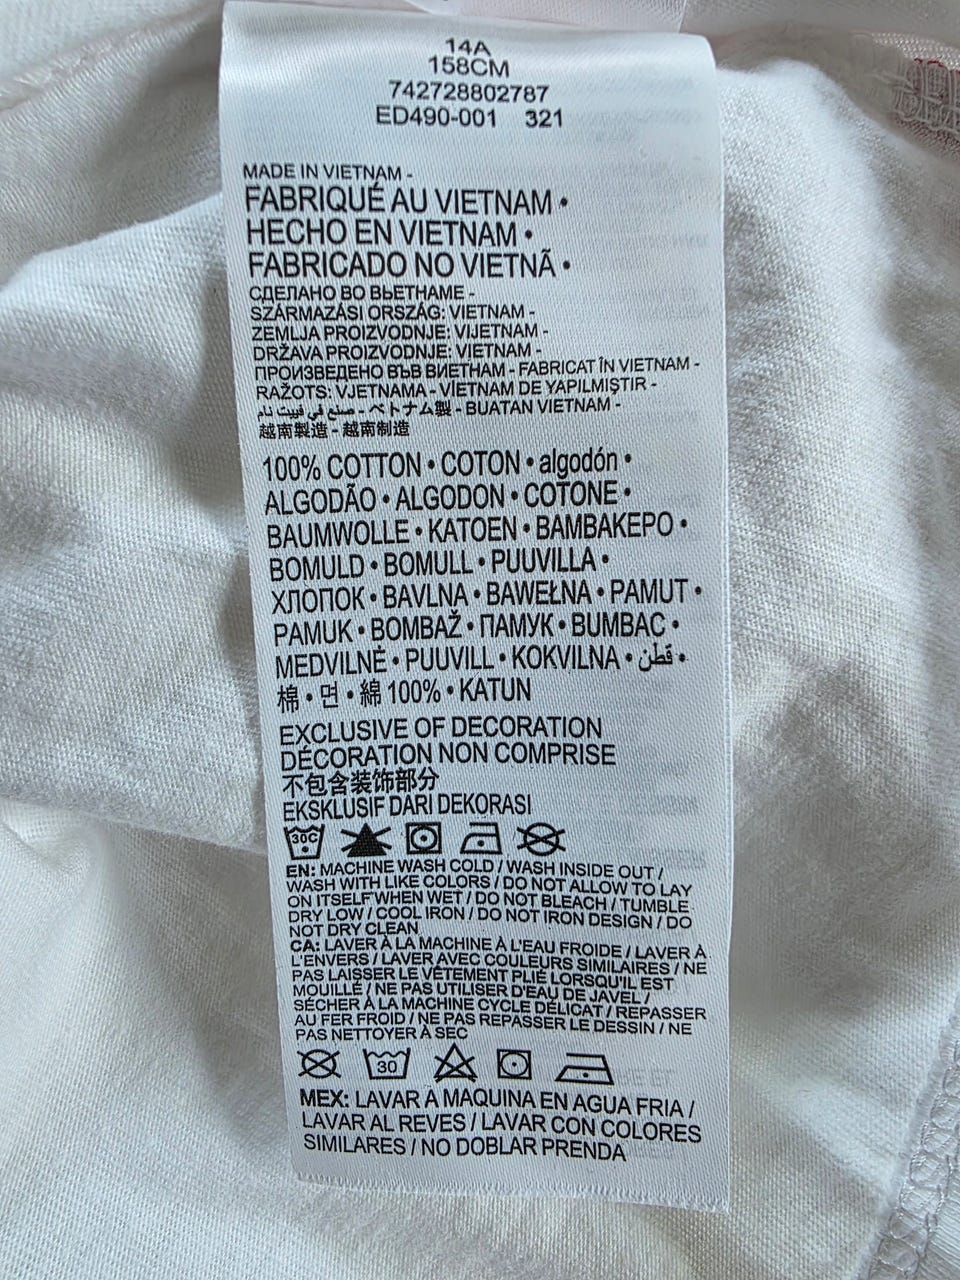 14A
158CM
742728802787
ED490-001 321
MADE IN VIETNAM -
FABRIQUÉ AU VIETNAM •
HECHO EN VIETNAM •
FABRICADO NO VIETNÃ •
СДЕЛАНО ВО ВЬЕТНАМЕ -
SZÁRMAZÁSI ORSZÁG: VIETNAM -
ZEMLJA PROIZVODNJE: VIJETNAM -
DRŽAVA PROIZVODNJE: VIETNAM -
ПРОИЗВЕДЕНО ВЪВ ВИЕТНАМ - FABRICAT ÎN VIETNAM -
RAŽOTS: VJETNAMA - VİETNAM DE YAPILMIŞTIR -
صنع في فييت نام - ベトナム製 - BUATAN VIETNAM -
越南製造 - 越南制造
100% COTTON • COTON • algodón •
ALGODÃO • ALGODON • COTONE •
BAUMWOLLE • KATOEN • ΒΑΜΒΑΚΕΡΟ •
BOMULD • BOMULL • PUUVILLA •
ХЛОПОК • BAVLNA • BAWEŁNA • PAMUT •
PAMUK • BOMBAŽ • ПАМУК • BUMBAC •
MEDVILNĖ • PUUVILL • KOKVILNA • قطن •
棉 • 면 • 綿 100% • KATUN
EXCLUSIVE OF DECORATION
DÉCORATION NON COMPRISE
不包含装饰部分
EKSKLUSIF DARI DEKORASI
30C
EN: MACHINE WASH COLD / WASH INSIDE OUT /
WASH WITH LIKE COLORS / DO NOT ALLOW TO LAY
ON ITSELF WHEN WET / DO NOT BLEACH / TUMBLE
DRY LOW / COOL IRON / DO NOT IRON DESIGN / DO
NOT DRY CLEAN
CA: LAVER À LA MACHINE À L'EAU FROIDE / LAVER À
L'ENVERS / LAVER AVEC COULEURS SIMILAIRES / NE
PAS LAISSER LE VÊTEMENT PLIÉ LORSQU'IL EST
MOUILLÉ / NE PAS UTILISER D'EAU DE JAVEL /
SÉCHER À LA MACHINE CYCLE DÉLICAT / REPASSER
AU FER FROID / NE PAS REPASSER LE DESSIN / NE
PAS NETTOYER À SEC
30
MEX: LAVAR A MAQUINA EN AGUA FRIA /
LAVAR AL REVES / LAVAR CON COLORES
SIMILARES / NO DOBLAR PRENDA